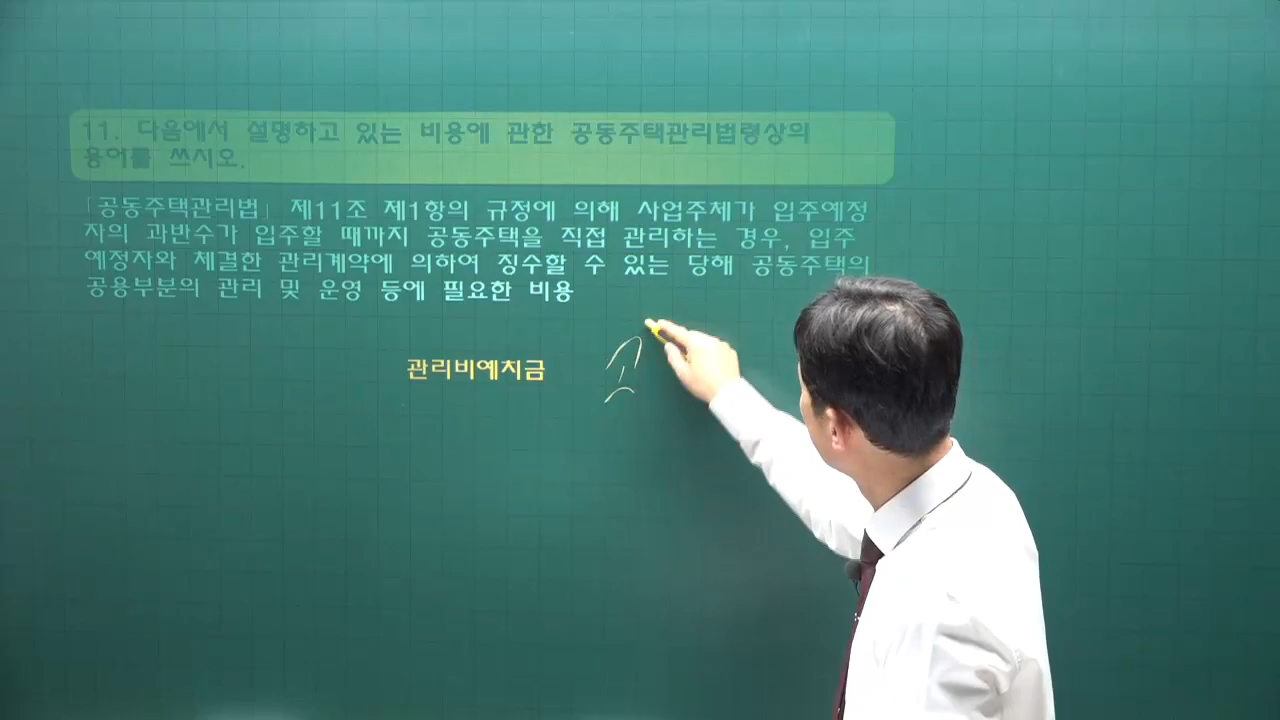 11. 다음에서 설명하고 있는 비용에 관한 공동주택관리법령상의
용어를 쓰시오.
「공동주택관리법」 제11조 제1항의 규정에 의해 사업주체가 입주예정
자의 과반수가 입주할 때까지 공동주택을 직접 관리하는 경우, 입주
예정자와 체결한 관리계약에 의하여 징수할 수 있는 당해 공동주택의
공용부분의 관리 및 운영 등에 필요한 비용
관리비예치금